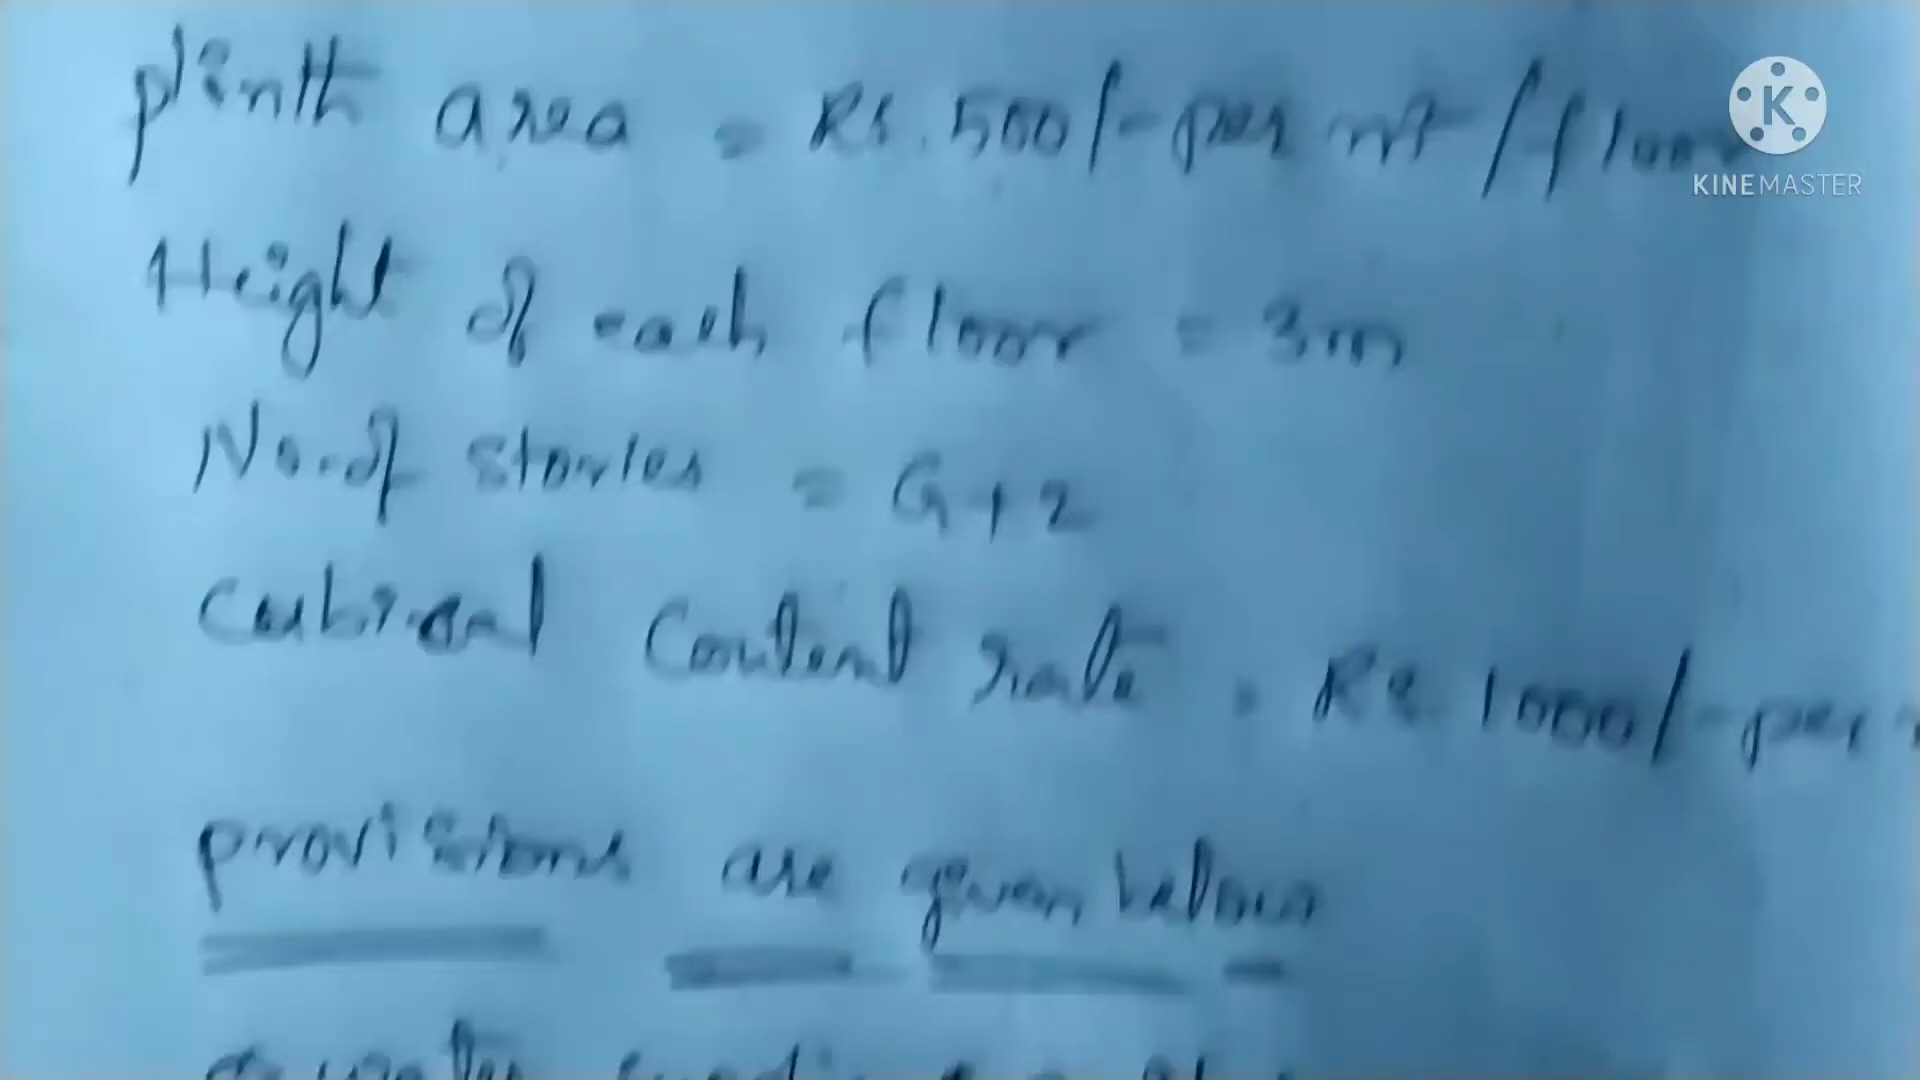 plinth area = Rs. 500/- per m² / floor
KINEMASTER
Height of each floor = 3m
No. of stories = G+2
cubical content rate = Rs. 1000/- per
provisions are given below